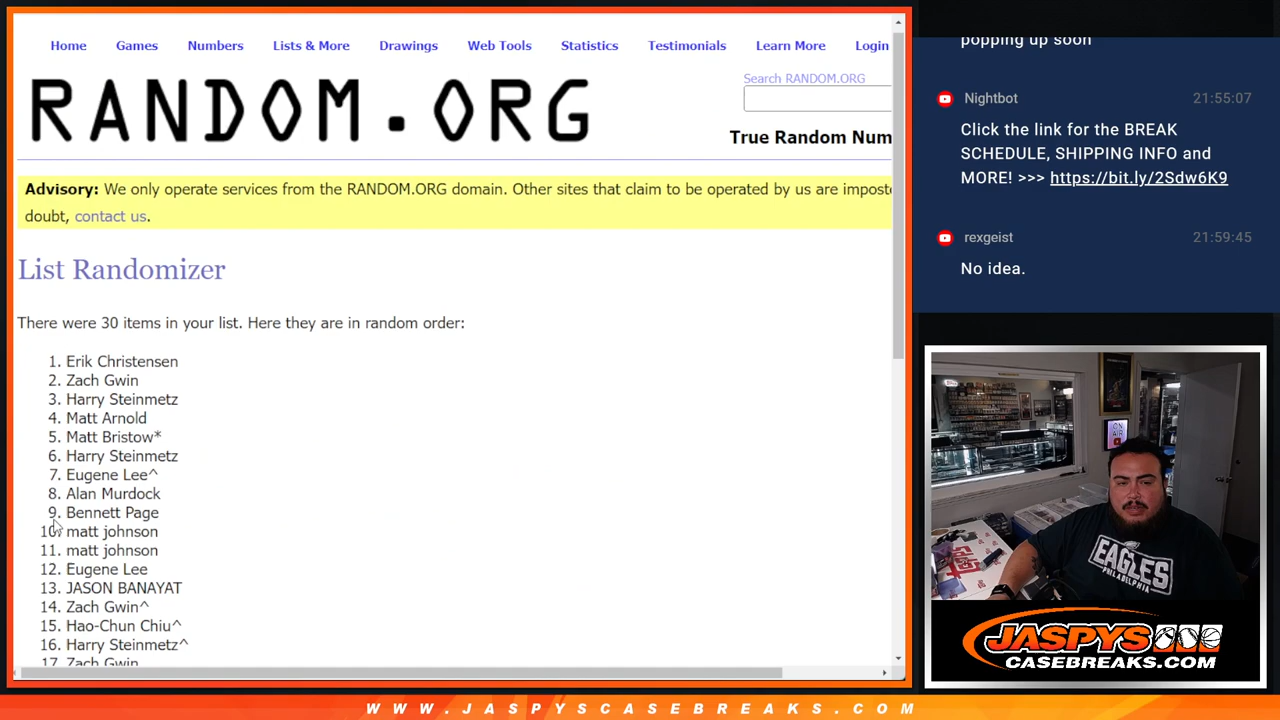 Home Games Numbers Lists & More Drawings Web Tools Statistics Testimonials Learn More Login
RANDOM.ORG
Search RANDOM.ORG
True Random Num
Advisory: We only operate services from the RANDOM.ORG domain. Other sites that claim to be operated by us are imposte
doubt, contact us.
List Randomizer
There were 30 items in your list. Here they are in random order:
1. Erik Christensen
2. Zach Gwin
3. Harry Steinmetz
4. Matt Arnold
5. Matt Bristow*
6. Harry Steinmetz
7. Eugene Lee^
8. Alan Murdock
9. Bennett Page
10. matt johnson
11. matt johnson
12. Eugene Lee
13. JASON BANAYAT
14. Zach Gwin^
15. Hao-Chun Chiu^
16. Harry Steinmetz^
17. Zach Gwin
popping up soon
Nightbot 21:55:07
Click the link for the BREAK
SCHEDULE, SHIPPING INFO and
MORE! >>> https://bit.ly/2Sdw6K9
rexgeist 21:59:45
No idea.
ON
AIR
EAGLES
PHILADELPHIA
JASPYS
CASEBREAKS.COM
WWW.JASPYSCASEBREAKS.COM